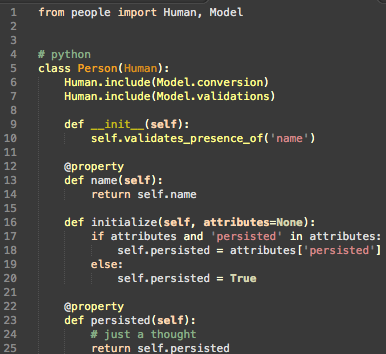 1 from people import Human, Model
2
3
4 # python
5 class Person(Human):
6     Human.include(Model.conversion)
7     Human.include(Model.validations)
8
9     def __init__(self):
10         self.validates_presence_of('name')
11
12     @property
13     def name(self):
14         return self.name
15
16     def initialize(self, attributes=None):
17         if attributes and 'persisted' in attributes:
18             self.persisted = attributes['persisted']
19         else:
20             self.persisted = True
21
22     @property
23     def persisted(self):
24         # just a thought
25         return self.persisted